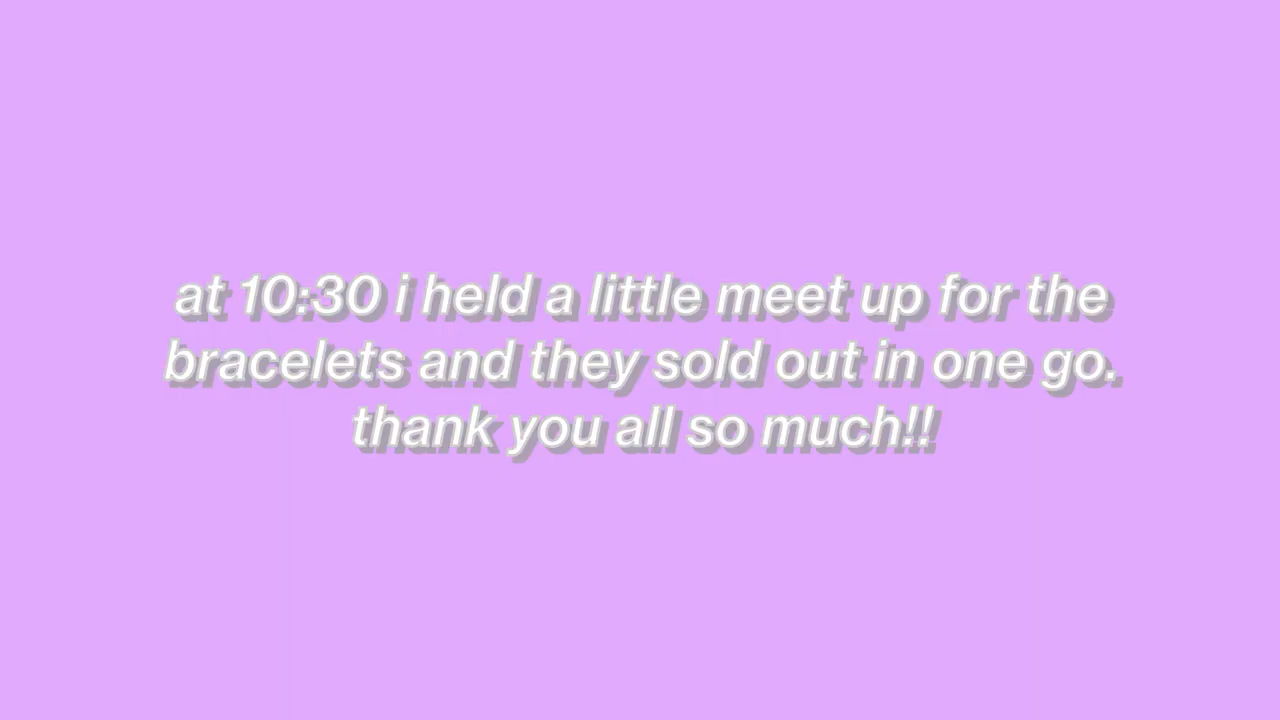 at 10:30 i held a little meet up for the
bracelets and they sold out in one go.
thank you all so much!!